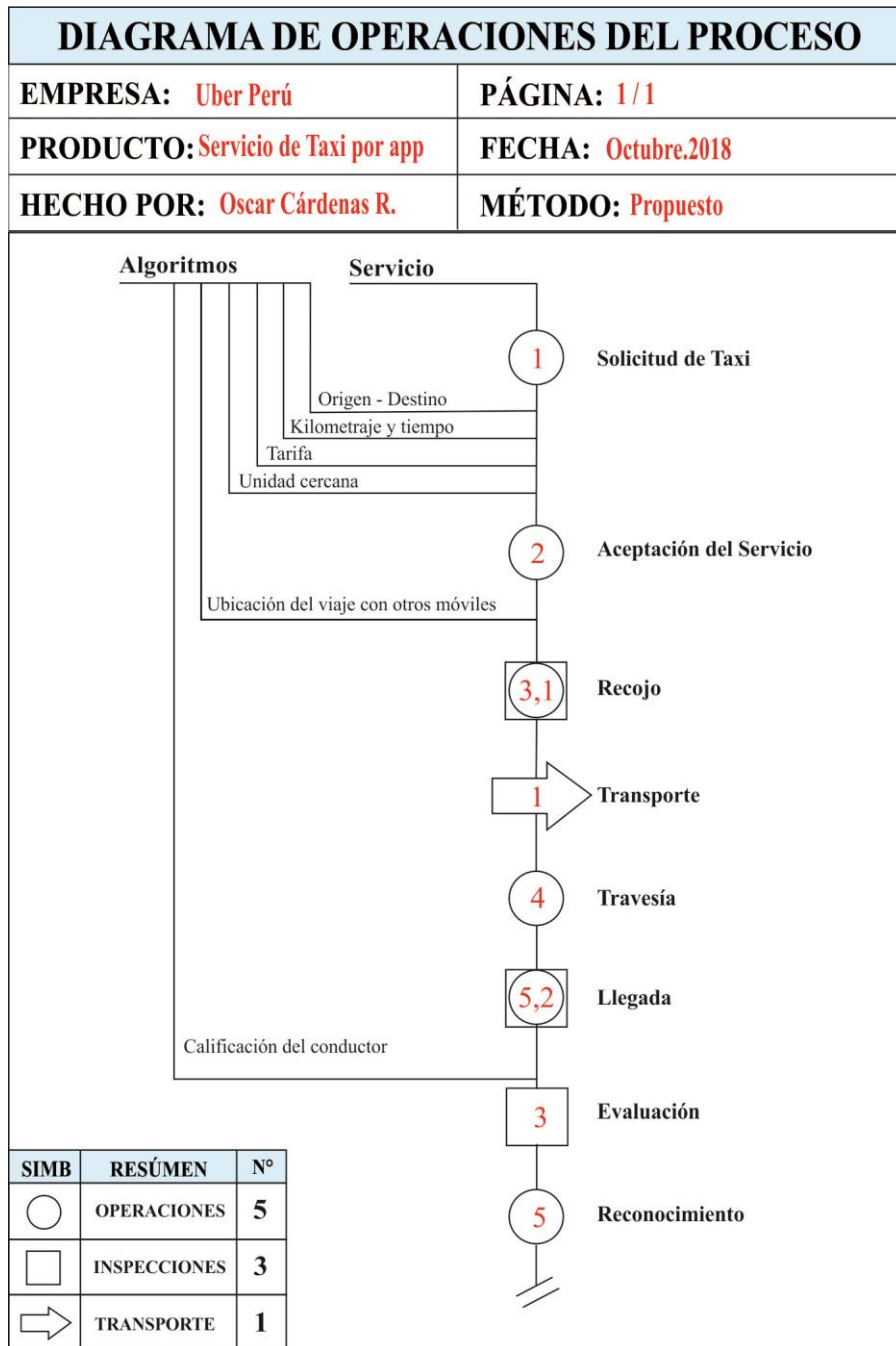 DIAGRAMA DE OPERACIONES DEL PROCESO
EMPRESA: Uber Perú
PÁGINA: 1 / 1
PRODUCTO: Servicio de Taxi por app
FECHA: Octubre.2018
HECHO POR: Oscar Cárdenas R.
MÉTODO: Propuesto
Algoritmos
Servicio
1
Solicitud de Taxi
Origen - Destino
Kilometraje y tiempo
Tarifa
Unidad cercana
2
Aceptación del Servicio
Ubicación del viaje con otros móviles
3,1
Recojo
1
Transporte
4
Travesía
5,2
Llegada
Calificación del conductor
3
Evaluación
5
Reconocimiento
SIMB RESÚMEN N°
OPERACIONES 5
INSPECCIONES 3
TRANSPORTE 1